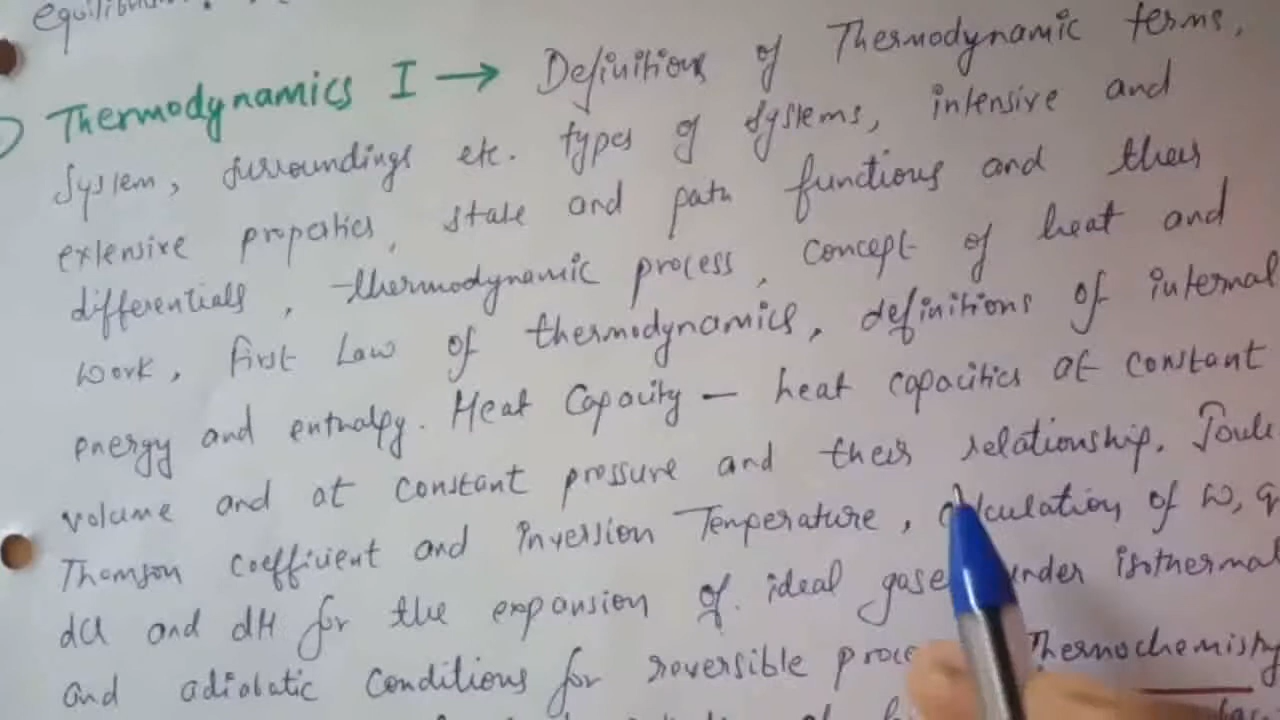 equilibrium.
Thermodynamics I → Definitions of Thermodynamic terms,
System, surroundings etc. types of systems, intensive and
extensive properties, state and path functions and their
differentials, thermodynamic process, concept of heat and
work, first Law of thermodynamics, definitions of internal
energy and enthalpy. Heat Capacity – heat capacities at constant
volume and at constant pressure and their relationship. Joule
Thomson coefficient and inversion Temperature, calculation of w, q
dU and dH for the expansion of ideal gases under isothermal
and adiabatic conditions for reversible Thermochemistry